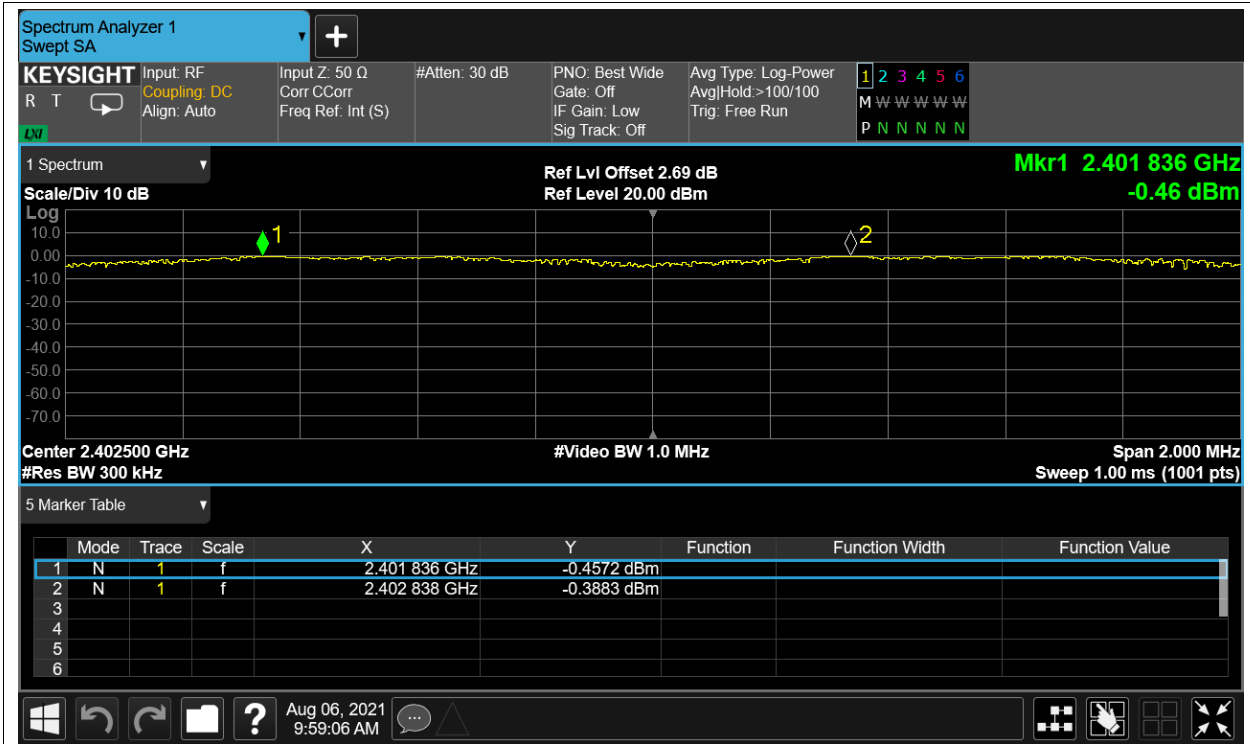 Spectrum Analyzer 1
Swept SA
KEYSIGHT
R T
LXI
Input: RF
Coupling: DC
Align: Auto
Input Z: 50 Ω
Corr CCorr
Freq Ref: Int (S)
#Atten: 30 dB
PNO: Best Wide
Gate: Off
IF Gain: Low
Sig Track: Off
Avg Type: Log-Power
Avg|Hold:>100/100
Trig: Free Run
1 2 3 4 5 6
M W W W W W
P N N N N N
1 Spectrum
Scale/Div 10 dB
Ref Lvl Offset 2.69 dB
Ref Level 20.00 dBm
Mkr1 2.401 836 GHz
-0.46 dBm
Log
10.0
0.00
-10.0
-20.0
-30.0
-40.0
-50.0
-60.0
-70.0
1
2
Center 2.402500 GHz
#Res BW 300 kHz
#Video BW 1.0 MHz
Span 2.000 MHz
Sweep 1.00 ms (1001 pts)
5 Marker Table
Mode Trace Scale X Y Function Function Width Function Value
1 N 1 f 2.401 836 GHz -0.4572 dBm
2 N 1 f 2.402 838 GHz -0.3883 dBm
3
4
5
6
?
Aug 06, 2021
9:59:06 AM